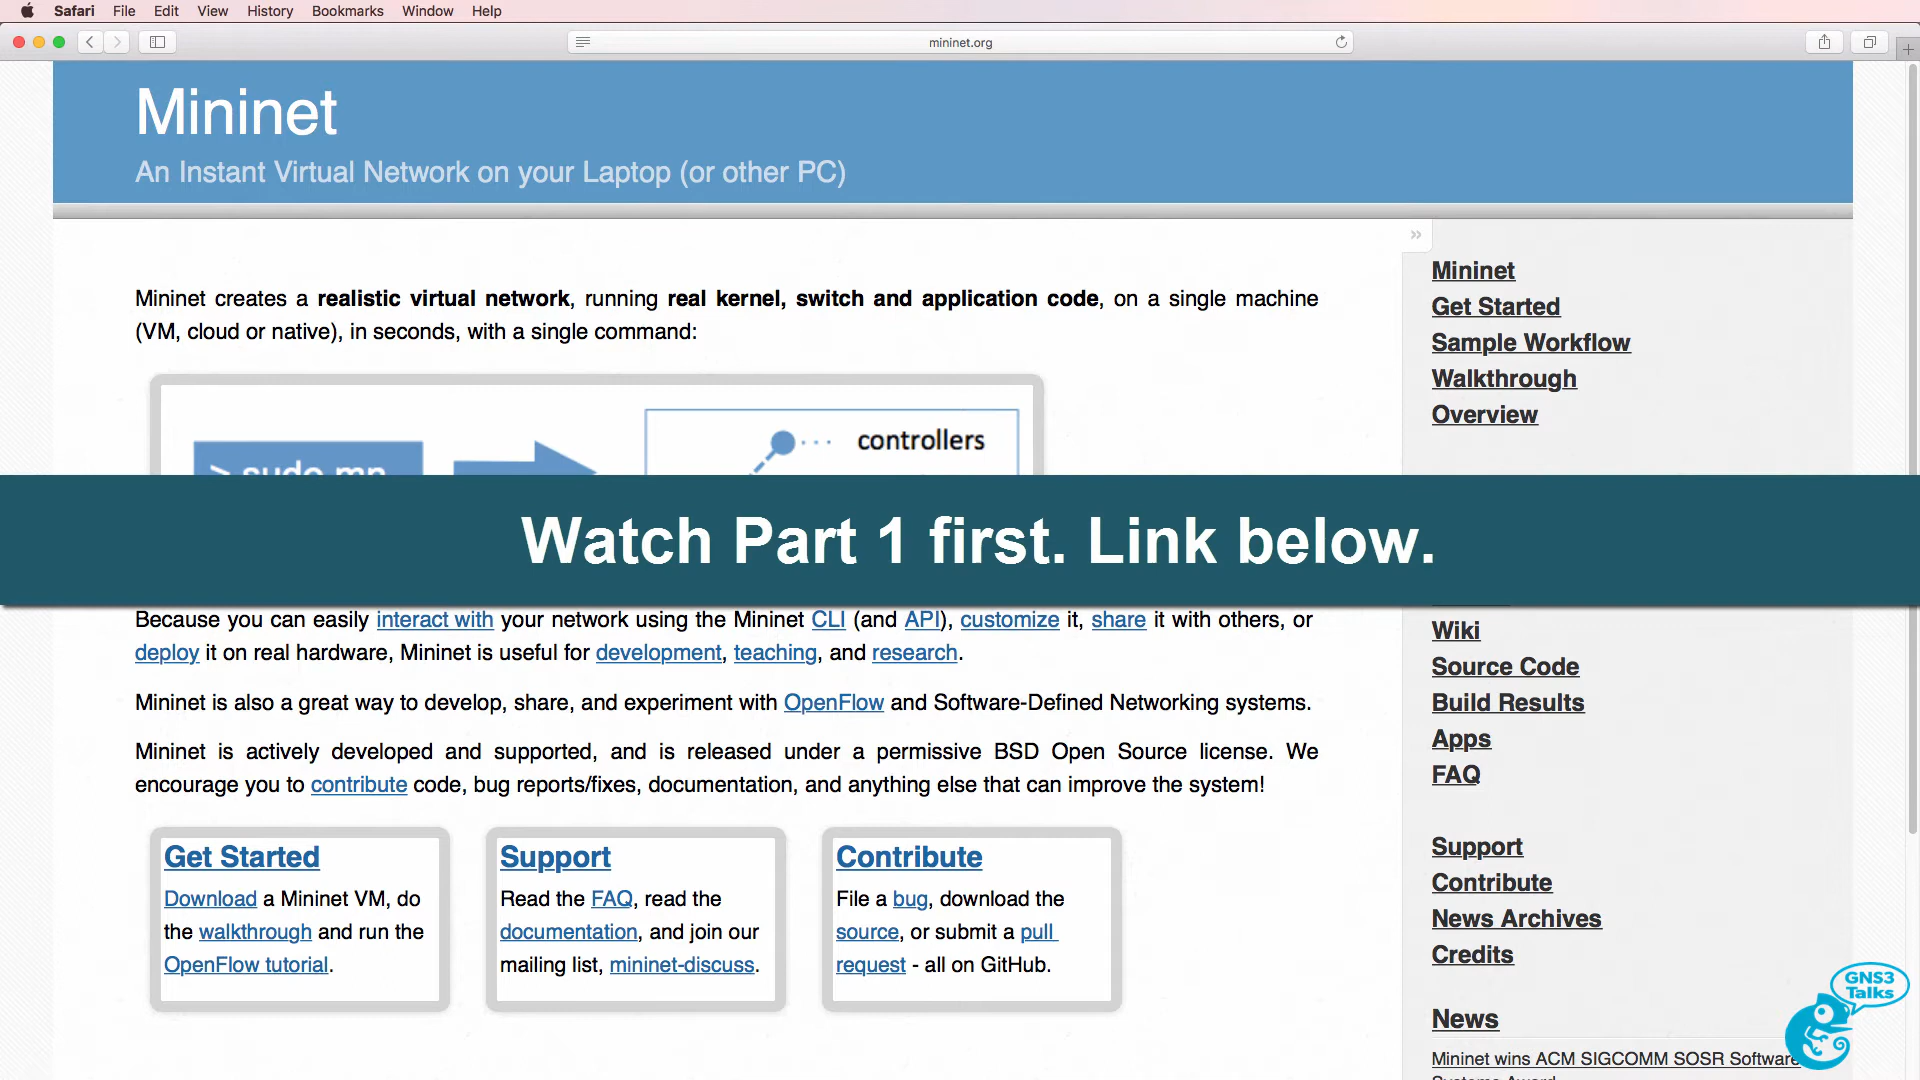 Safari File Edit View History Bookmarks Window Help
mininet.org
Mininet
An Instant Virtual Network on your Laptop (or other PC)
Mininet creates a realistic virtual network, running real kernel, switch and application code, on a single machine
(VM, cloud or native), in seconds, with a single command:
> sudo mn
controllers
Watch Part 1 first. Link below.
Because you can easily interact with your network using the Mininet CLI (and API), customize it, share it with others, or
deploy it on real hardware, Mininet is useful for development, teaching, and research.
Mininet is also a great way to develop, share, and experiment with OpenFlow and Software-Defined Networking systems.
Mininet is actively developed and supported, and is released under a permissive BSD Open Source license. We
encourage you to contribute code, bug reports/fixes, documentation, and anything else that can improve the system!
Get Started
Download a Mininet VM, do
the walkthrough and run the
OpenFlow tutorial.
Support
Read the FAQ, read the
documentation, and join our
mailing list, mininet-discuss.
Contribute
File a bug, download the
source, or submit a pull
request - all on GitHub.
»
Mininet
Get Started
Sample Workflow
Walkthrough
Overview
Wiki
Source Code
Build Results
Apps
FAQ
Support
Contribute
News Archives
Credits
News
Mininet wins ACM SIGCOMM SOSR Software
Systems Award
GNS3
Talks